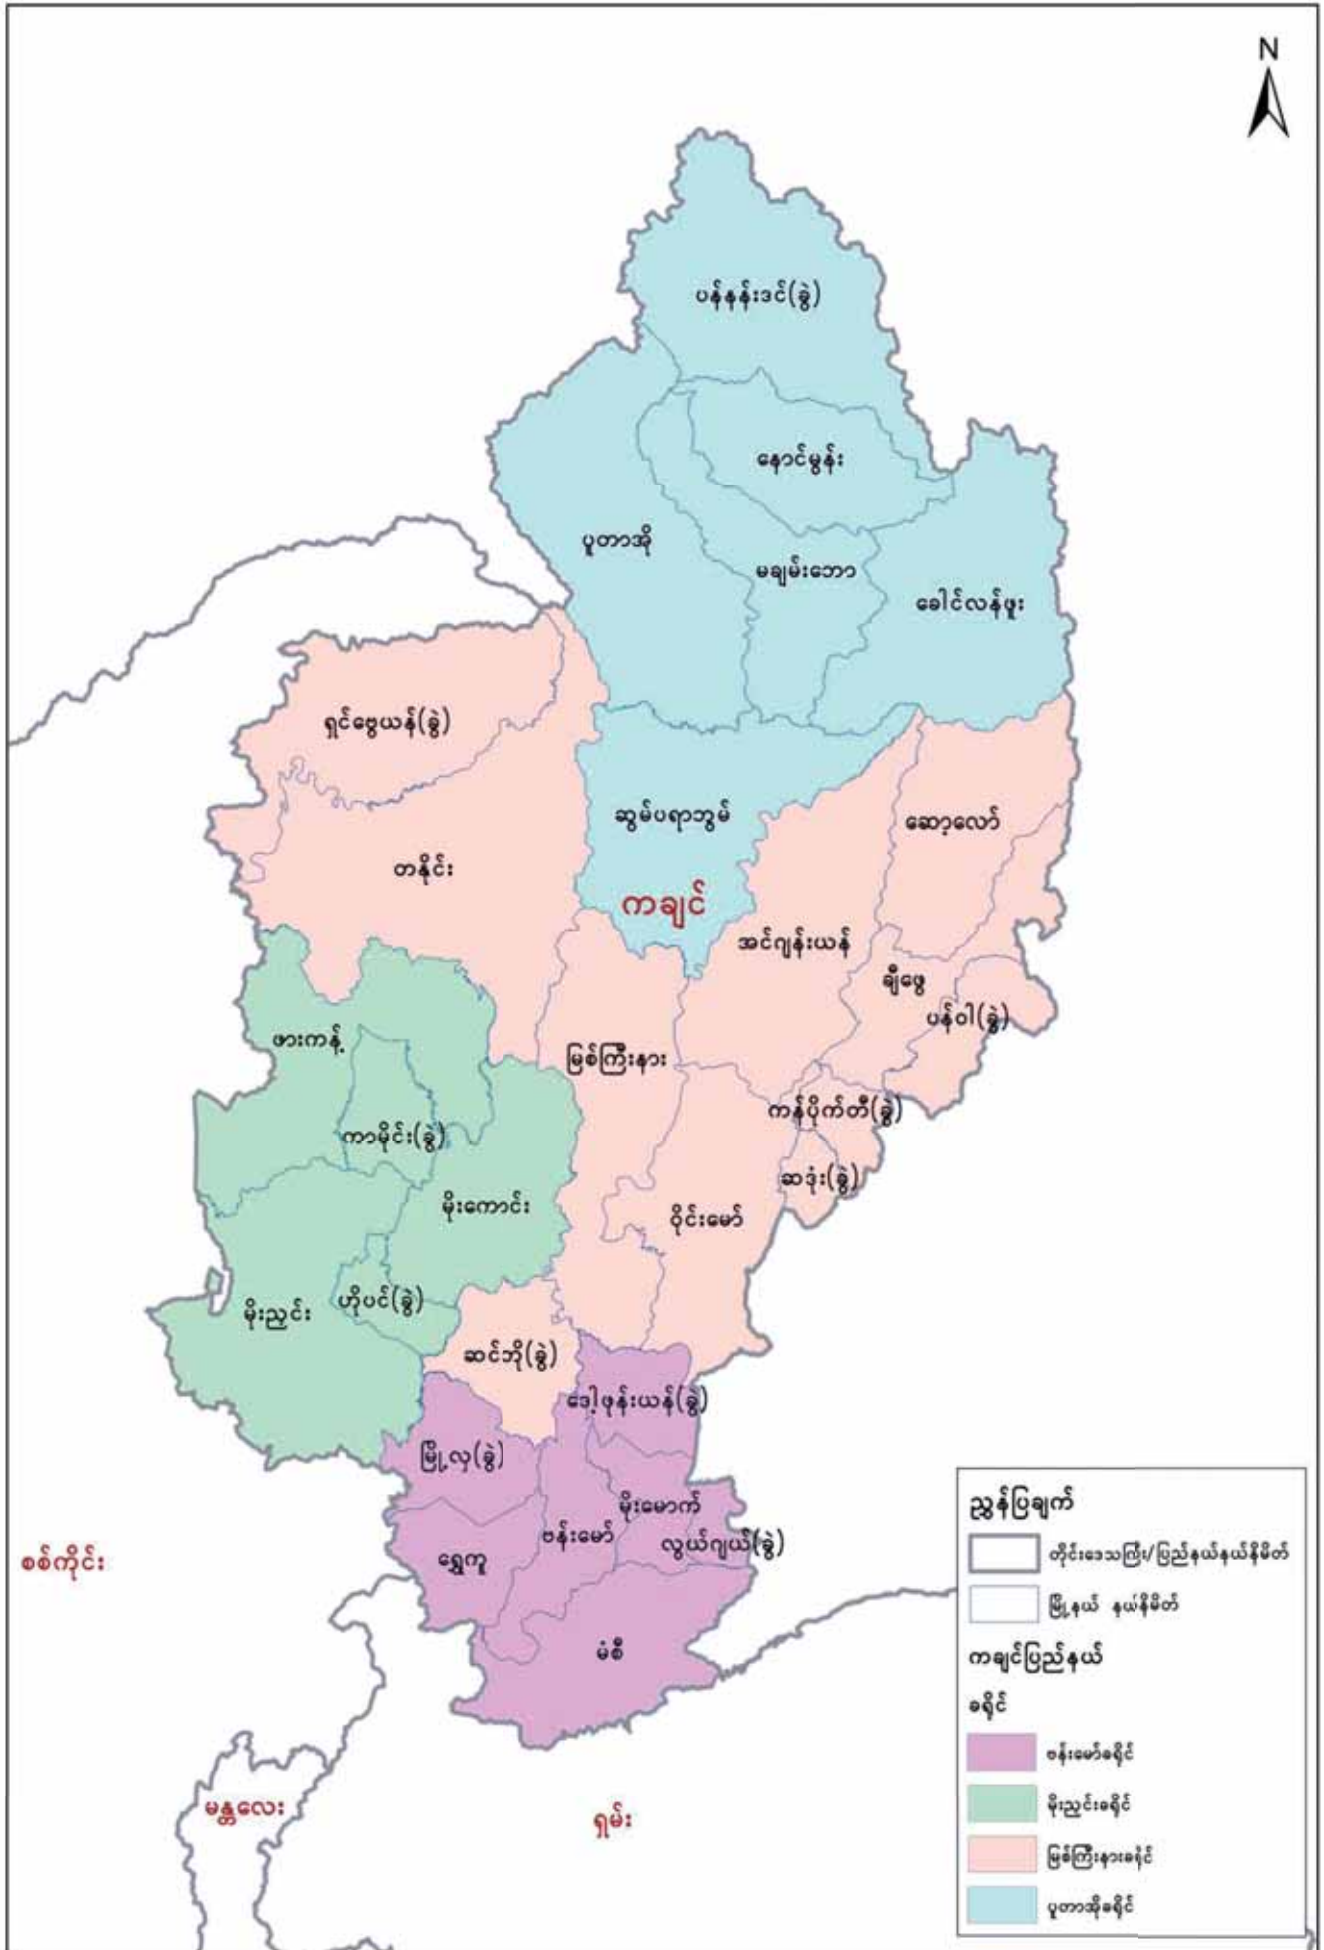 N
ပန်နန်းဒင်(ခွဲ)
နောင်မွန်း
ပူတာအို
မချမ်းဘော
ခေါင်လန်ဖူး
ရှင်ဗွေယန်(ခွဲ)
ဆွမ်ပရာဘွမ်
ဆော့လော်
တနိုင်း
ကချင်
အင်ဂျန်းယန်
ချီဖွေ
ပန်ဝါ(ခွဲ)
ဖားကန့်
မြစ်ကြီးနား
ကန်ပိုက်တီ(ခွဲ)
ကာမိုင်း(ခွဲ)
ဆဒုံး(ခွဲ)
မိုးကောင်း
ဝိုင်းမော်
ဟိုပင်(ခွဲ)
မိုးညှင်း
ဆင်ဘို(ခွဲ)
ဒေါ့ဖုန်းယန်(ခွဲ)
မြို့လှ(ခွဲ)
မိုးမောက်
ဗန်းမော်
လွယ်ဂျယ်(ခွဲ)
ရွှေကူ
စစ်ကိုင်း
မံစီ
မန္တလေး
ရှမ်း
ညွှန်ပြချက်
တိုင်းဒေသကြီး/ပြည်နယ်နယ်နိမိတ်
မြို့နယ် နယ်နိမိတ်
ကချင်ပြည်နယ်
ခရိုင်
ဗန်းမော်ခရိုင်
မိုးညှင်းခရိုင်
မြစ်ကြီးနားခရိုင်
ပူတာအိုခရိုင်